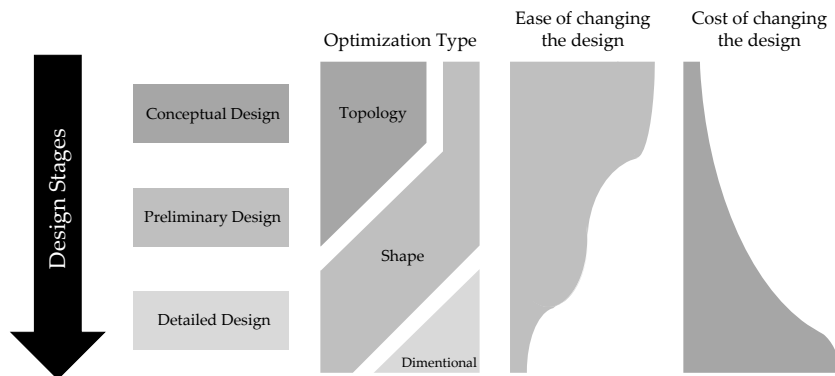 Optimization Type
Ease of changing
the design
Cost of changing
the design
Design Stages
Conceptual Design
Topology
Preliminary Design
Shape
Detailed Design
Dimentional